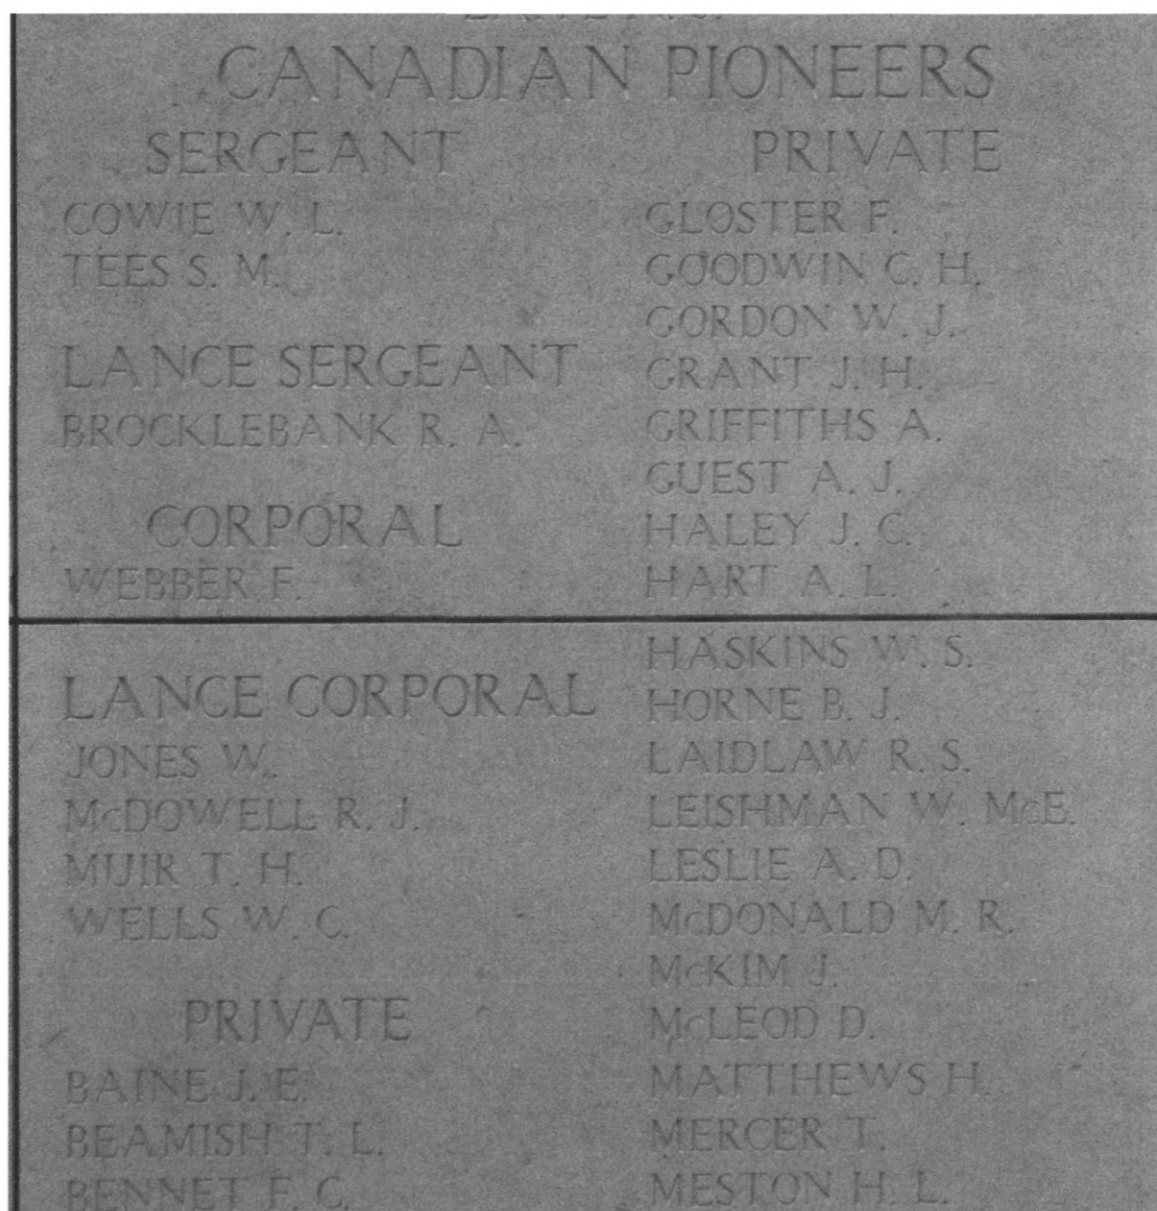 CANADIAN PIONEERS
SERGEANT
COWIE W. L.
TEES S. M.
LANCE SERGEANT
BROCKLEBANK R. A.
CORPORAL
WEBBER F.
LANCE CORPORAL
JONES W.
McDOWELL R. J.
MUIR T. H.
WELLS W. C.
PRIVATE
BAINE J. E.
BEAMISH T. L.
BENNET F. C.
PRIVATE
GLOSTER F.
GOODWIN C. H.
GORDON W. J.
GRANT J. H.
GRIFFITHS A.
GUEST A. J.
HALEY J. C.
HART A. L.
HASKINS W. S.
HORNE B. J.
LAIDLAW R. S.
LEISHMAN W. McE.
LESLIE A. D.
McDONALD M. R.
McKIM J.
McLEOD D.
MATTHEWS H.
MERCER T.
MESTON H. L.